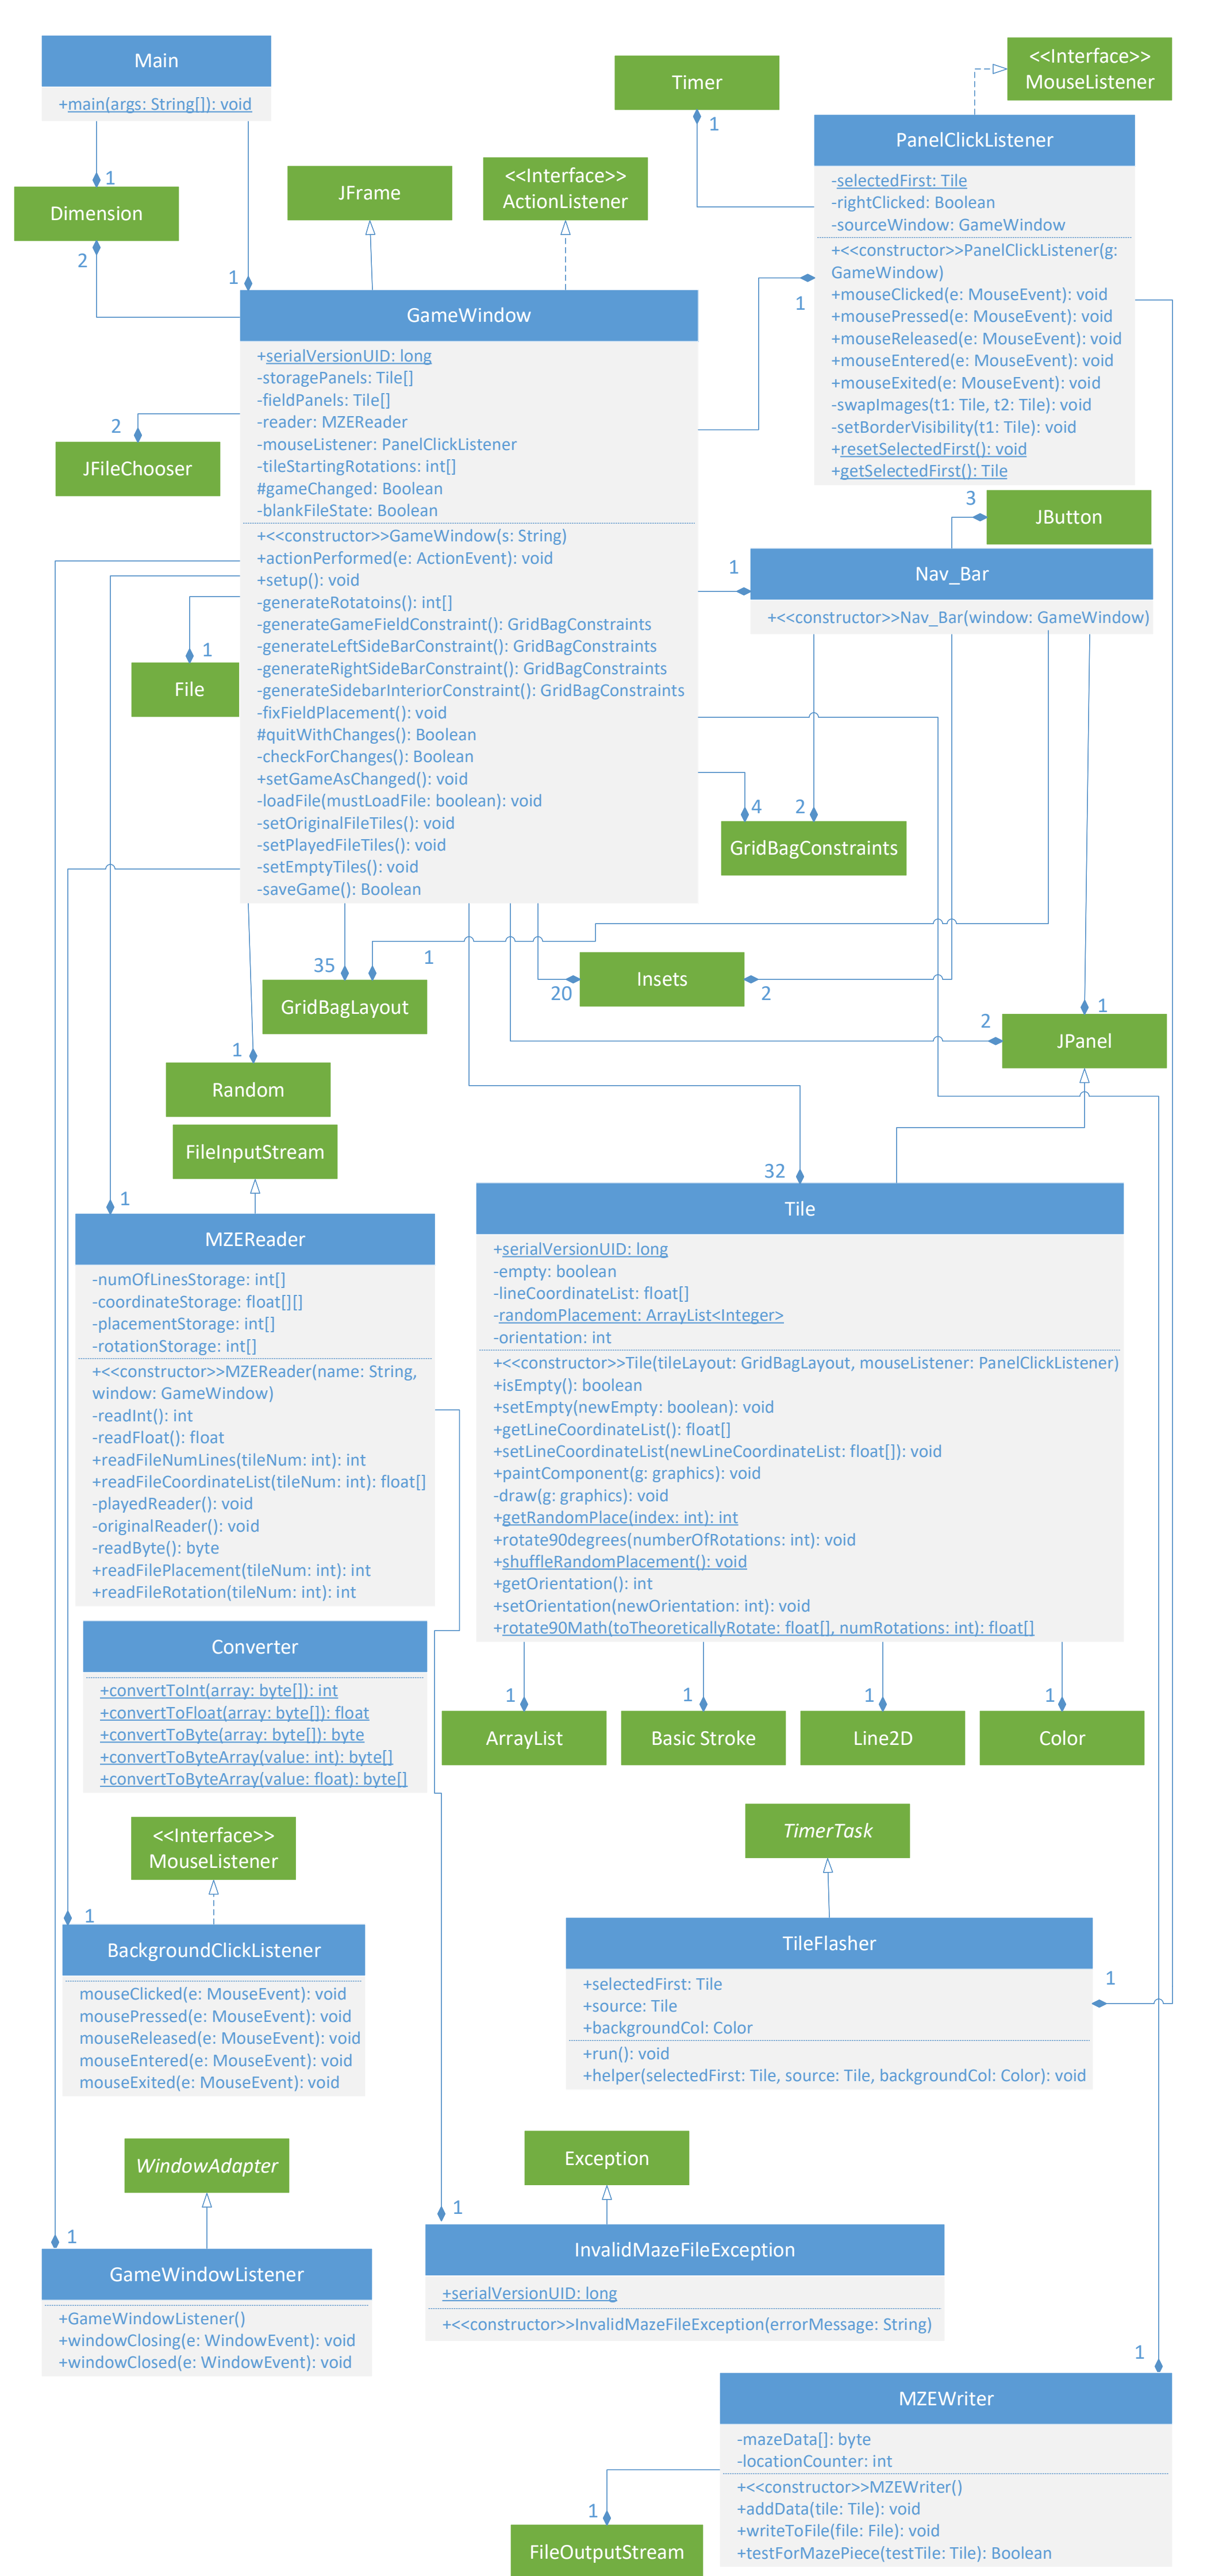 Main
+main(args: String[]): void
1
Dimension
2
1
JFrame
<<Interface>>
ActionListener
Timer
1
<<Interface>>
MouseListener
PanelClickListener
-selectedFirst: Tile
-rightClicked: Boolean
-sourceWindow: GameWindow
+<<constructor>>PanelClickListener(g:
GameWindow)
+mouseClicked(e: MouseEvent): void
+mousePressed(e: MouseEvent): void
+mouseReleased(e: MouseEvent): void
+mouseEntered(e: MouseEvent): void
+mouseExited(e: MouseEvent): void
-swapImages(t1: Tile, t2: Tile): void
-setBorderVisibility(t1: Tile): void
+resetSelectedFirst(): void
+getSelectedFirst(): Tile
1
GameWindow
+serialVersionUID: long
-storagePanels: Tile[]
-fieldPanels: Tile[]
-reader: MZEReader
-mouseListener: PanelClickListener
-tileStartingRotations: int[]
#gameChanged: Boolean
-blankFileState: Boolean
+<<constructor>>GameWindow(s: String)
+actionPerformed(e: ActionEvent): void
+setup(): void
-generateRotatoins(): int[]
-generateGameFieldConstraint(): GridBagConstraints
-generateLeftSideBarConstraint(): GridBagConstraints
-generateRightSideBarConstraint(): GridBagConstraints
-generateSidebarInteriorConstraint(): GridBagConstraints
-fixFieldPlacement(): void
#quitWithChanges(): Boolean
-checkForChanges(): Boolean
+setGameAsChanged(): void
-loadFile(mustLoadFile: boolean): void
-setOriginalFileTiles(): void
-setPlayedFileTiles(): void
-setEmptyTiles(): void
-saveGame(): Boolean
2
JFileChooser
1
File
3
JButton
1
Nav_Bar
+<<constructor>>Nav_Bar(window: GameWindow)
4
2
GridBagConstraints
35
1
GridBagLayout
20
Insets
2
2
1
JPanel
1
Random
FileInputStream
1
MZEReader
-numOfLinesStorage: int[]
-coordinateStorage: float[][]
-placementStorage: int[]
-rotationStorage: int[]
+<<constructor>>MZEReader(name: String,
window: GameWindow)
-readInt(): int
-readFloat(): float
+readFileNumLines(tileNum: int): int
+readFileCoordinateList(tileNum: int): float[]
-playedReader(): void
-originalReader(): void
-readByte(): byte
+readFilePlacement(tileNum: int): int
+readFileRotation(tileNum: int): int
32
Tile
+serialVersionUID: long
-empty: boolean
-lineCoordinateList: float[]
-randomPlacement: ArrayList<Integer>
-orientation: int
+<<constructor>>Tile(tileLayout: GridBagLayout, mouseListener: PanelClickListener)
+isEmpty(): boolean
+setEmpty(newEmpty: boolean): void
+getLineCoordinateList(): float[]
+setLineCoordinateList(newLineCoordinateList: float[]): void
+paintComponent(g: graphics): void
-draw(g: graphics): void
+getRandomPlace(index: int): int
+rotate90degrees(numberOfRotations: int): void
+shuffleRandomPlacement(): void
+getOrientation(): int
+setOrientation(newOrientation: int): void
+rotate90Math(toTheoreticallyRotate: float[], numRotations: int): float[]
Converter
+convertToInt(array: byte[]): int
+convertToFloat(array: byte[]): float
+convertToByte(array: byte[]): byte
+convertToByteArray(value: int): byte[]
+convertToByteArray(value: float): byte[]
1
ArrayList
1
Basic Stroke
1
Line2D
1
Color
<<Interface>>
MouseListener
1
BackgroundClickListener
mouseClicked(e: MouseEvent): void
mousePressed(e: MouseEvent): void
mouseReleased(e: MouseEvent): void
mouseEntered(e: MouseEvent): void
mouseExited(e: MouseEvent): void
TimerTask
TileFlasher
+selectedFirst: Tile
+source: Tile
+backgroundCol: Color
+run(): void
+helper(selectedFirst: Tile, source: Tile, backgroundCol: Color): void
1
WindowAdapter
1
GameWindowListener
+GameWindowListener()
+windowClosing(e: WindowEvent): void
+windowClosed(e: WindowEvent): void
Exception
1
InvalidMazeFileException
+serialVersionUID: long
+<<constructor>>InvalidMazeFileException(errorMessage: String)
1
MZEWriter
-mazeData[]: byte
-locationCounter: int
+<<constructor>>MZEWriter()
+addData(tile: Tile): void
+writeToFile(file: File): void
+testForMazePiece(testTile: Tile): Boolean
1
FileOutputStream